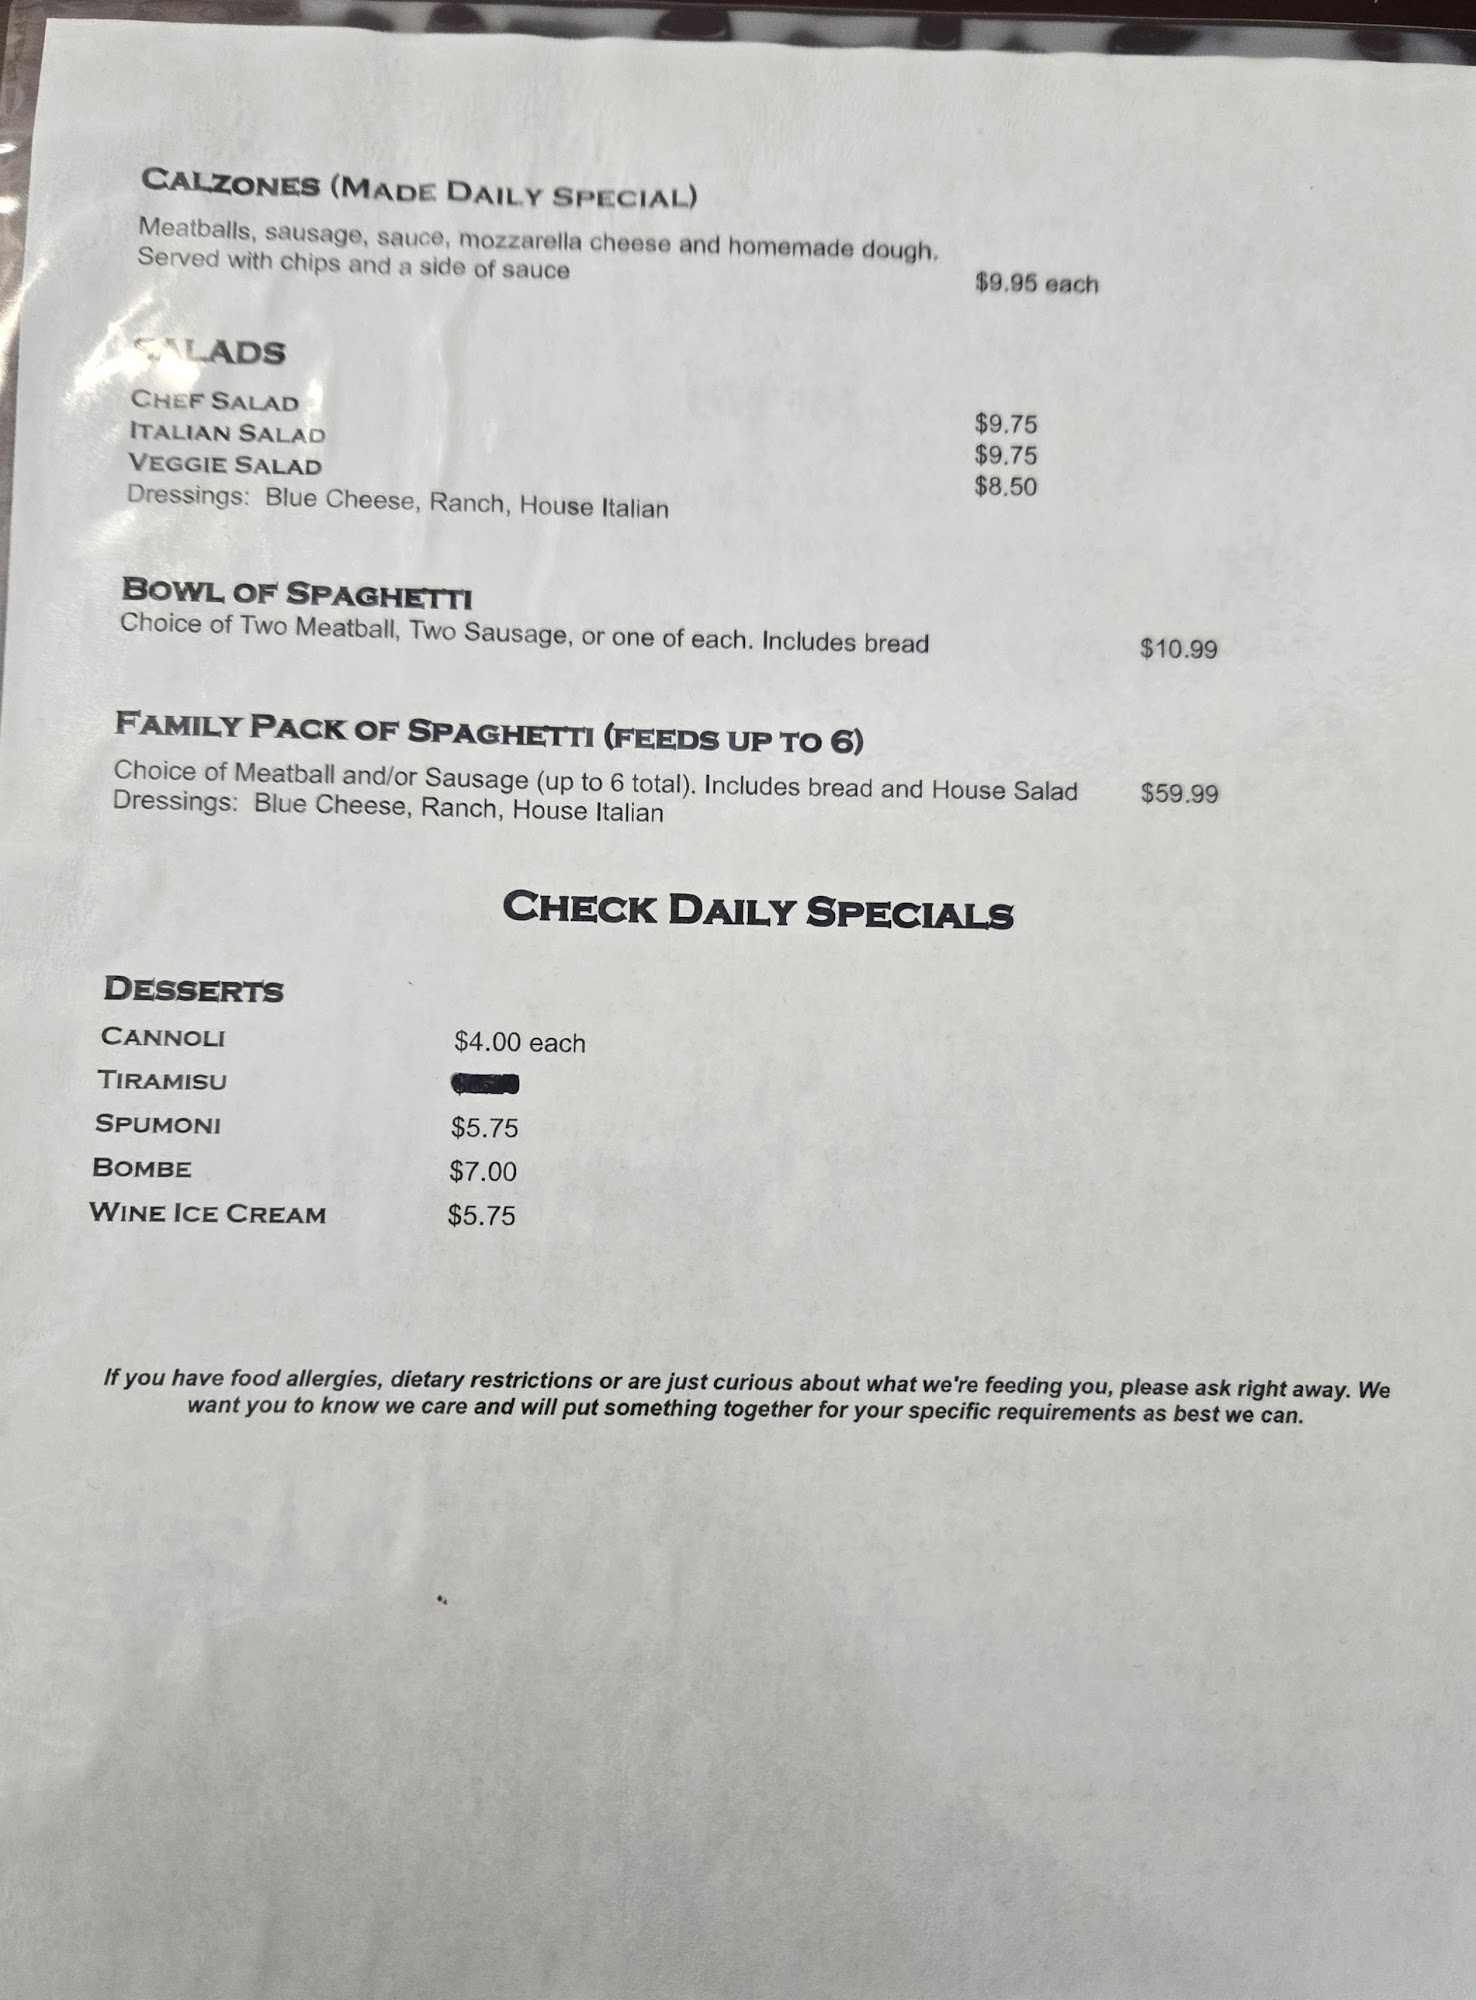 CALZONES (MADE DAILY SPECIAL)
Meatballs, sausage, sauce, mozzarella cheese and homemade dough.
Served with chips and a side of sauce
$9.95 each
SALADS
CHEF SALAD $9.75
ITALIAN SALAD $9.75
VEGGIE SALAD $8.50
Dressings: Blue Cheese, Ranch, House Italian
BOWL OF SPAGHETTI
Choice of Two Meatball, Two Sausage, or one of each. Includes bread $10.99
FAMILY PACK OF SPAGHETTI (FEEDS UP TO 6)
Choice of Meatball and/or Sausage (up to 6 total). Includes bread and House Salad $59.99
Dressings: Blue Cheese, Ranch, House Italian
CHECK DAILY SPECIALS
DESSERTS
CANNOLI $4.00 each
TIRAMISU
SPUMONI $5.75
BOMBE $7.00
WINE ICE CREAM $5.75
If you have food allergies, dietary restrictions or are just curious about what we're feeding you, please ask right away. We
want you to know we care and will put something together for your specific requirements as best we can.